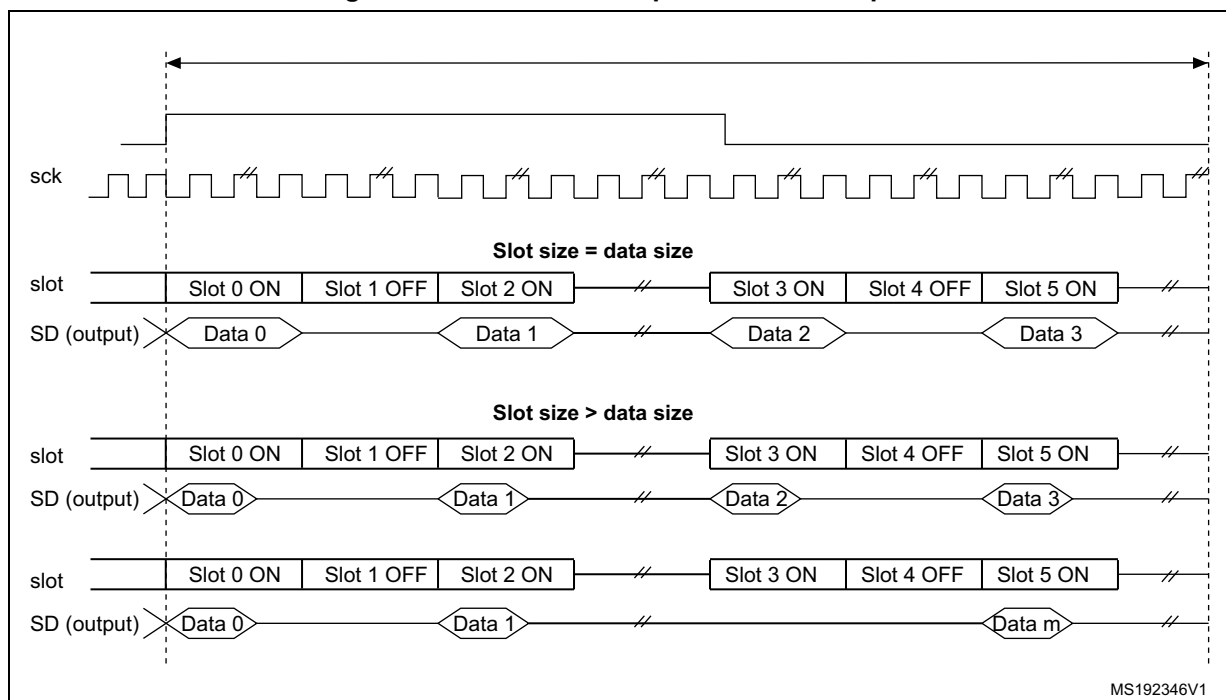 sck
Slot size = data size
slot Slot 0 ON Slot 1 OFF Slot 2 ON Slot 3 ON Slot 4 OFF Slot 5 ON
SD (output) Data 0 Data 1 Data 2 Data 3
Slot size > data size
slot Slot 0 ON Slot 1 OFF Slot 2 ON Slot 3 ON Slot 4 OFF Slot 5 ON
SD (output) Data 0 Data 1 Data 2 Data 3
slot Slot 0 ON Slot 1 OFF Slot 2 ON Slot 3 ON Slot 4 OFF Slot 5 ON
SD (output) Data 0 Data 1 Data m
MS192346V1